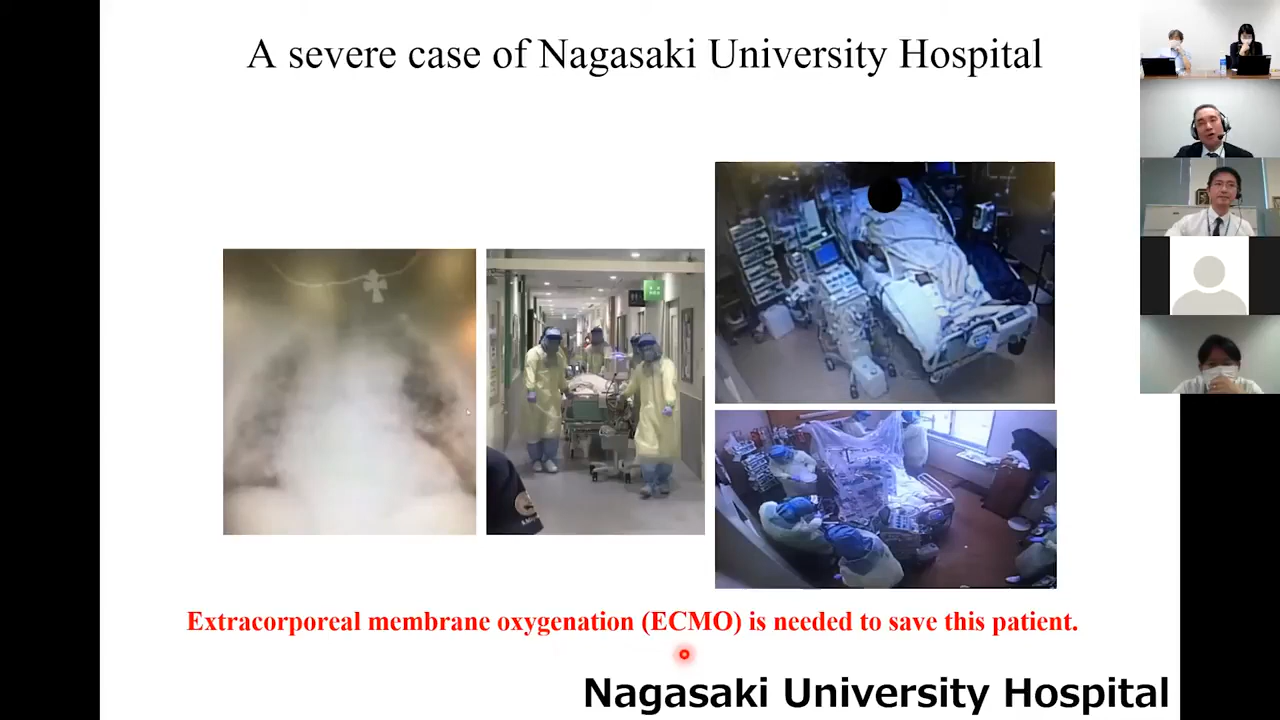 A severe case of Nagasaki University Hospital
Extracorporeal membrane oxygenation (ECMO) is needed to save this patient.
Nagasaki University Hospital